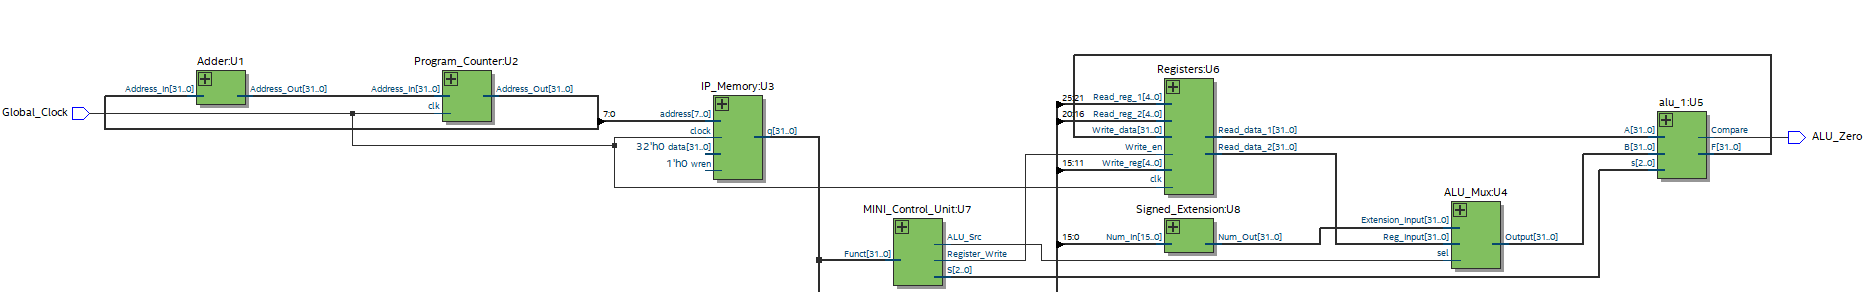 Adder:U1
Address_In[31..0]
Address_Out[31..0]
Program_Counter:U2
Address_In[31..0]
clk
Address_Out[31..0]
Global_Clock
IP_Memory:U3
7:0
address[7..0]
clock
32'h0 data[31..0]
1'h0 wren
q[31..0]
MINI_Control_Unit:U7
Funct[31..0]
ALU_Src
Register_Write
S[2..0]
Registers:U6
25:21
Read_reg_1[4..0]
20:16
Read_reg_2[4..0]
Write_data[31..0]
Write_en
15:11
Write_reg[4..0]
clk
Read_data_1[31..0]
Read_data_2[31..0]
Signed_Extension:U8
15:0
Num_In[15..0]
Num_Out[31..0]
ALU_Mux:U4
Extension_Input[31..0]
Reg_Input[31..0]
sel
Output[31..0]
alu_1:U5
A[31..0]
B[31..0]
s[2..0]
Compare
F[31..0]
ALU_Zero